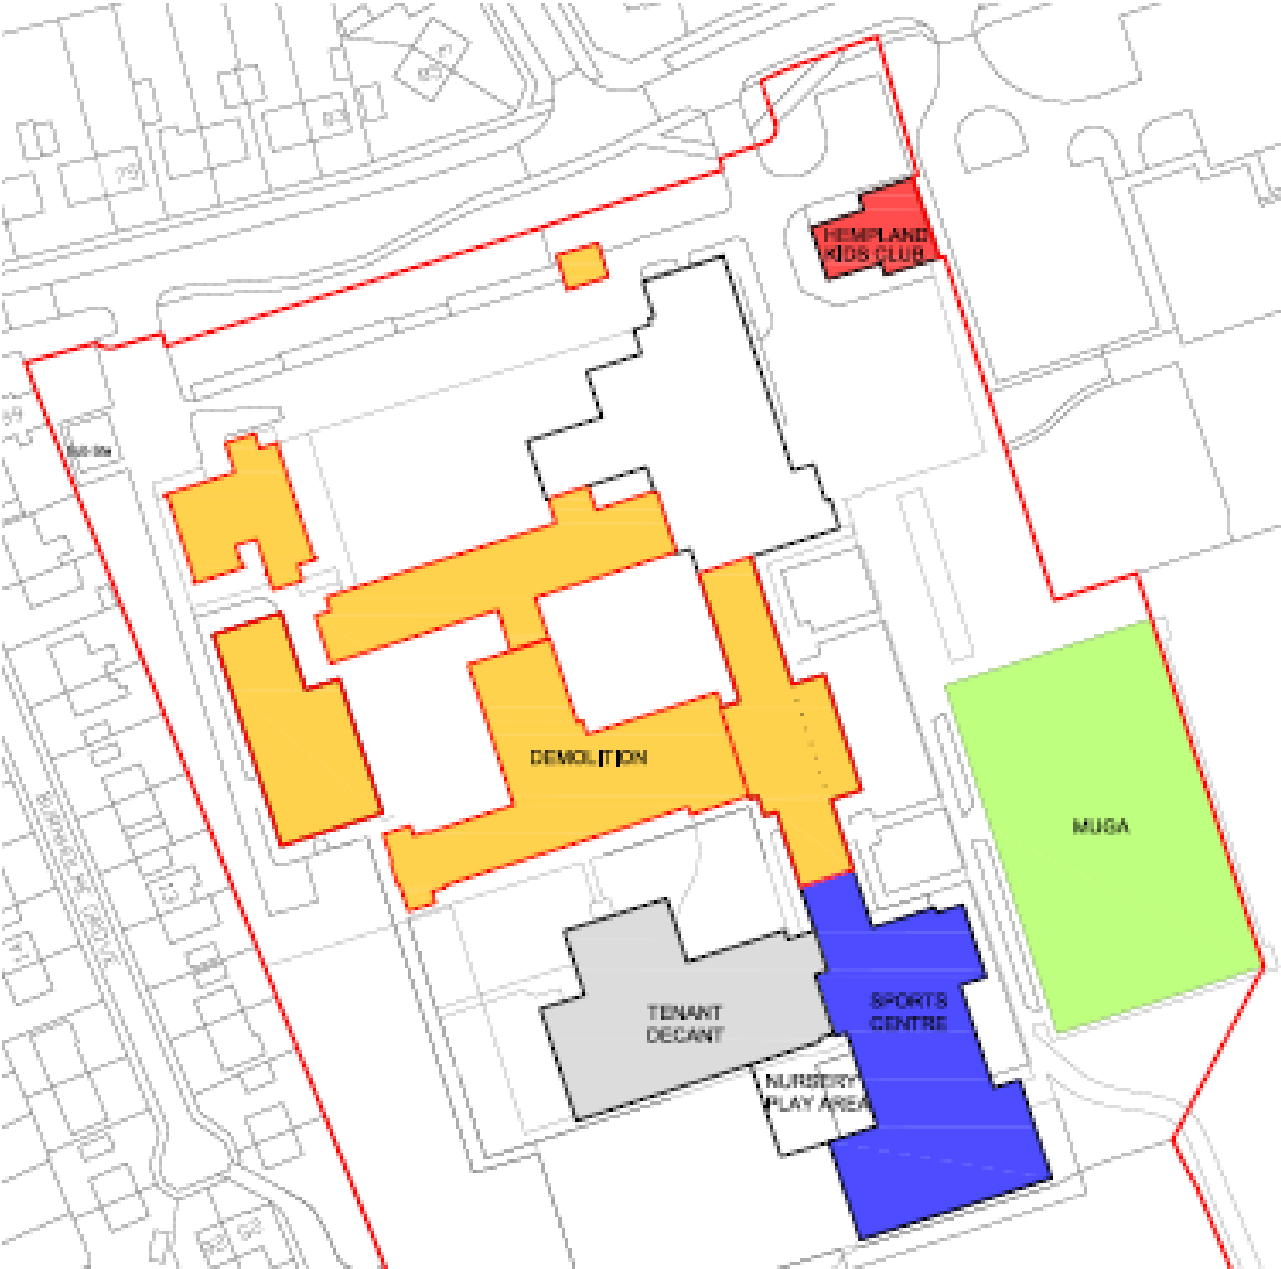 HEMPLAND
KIDS CLUB
DEMOLITION
MUGA
SPORTS
CENTRE
TENANT
DECANT
NURSERY
PLAY AREA